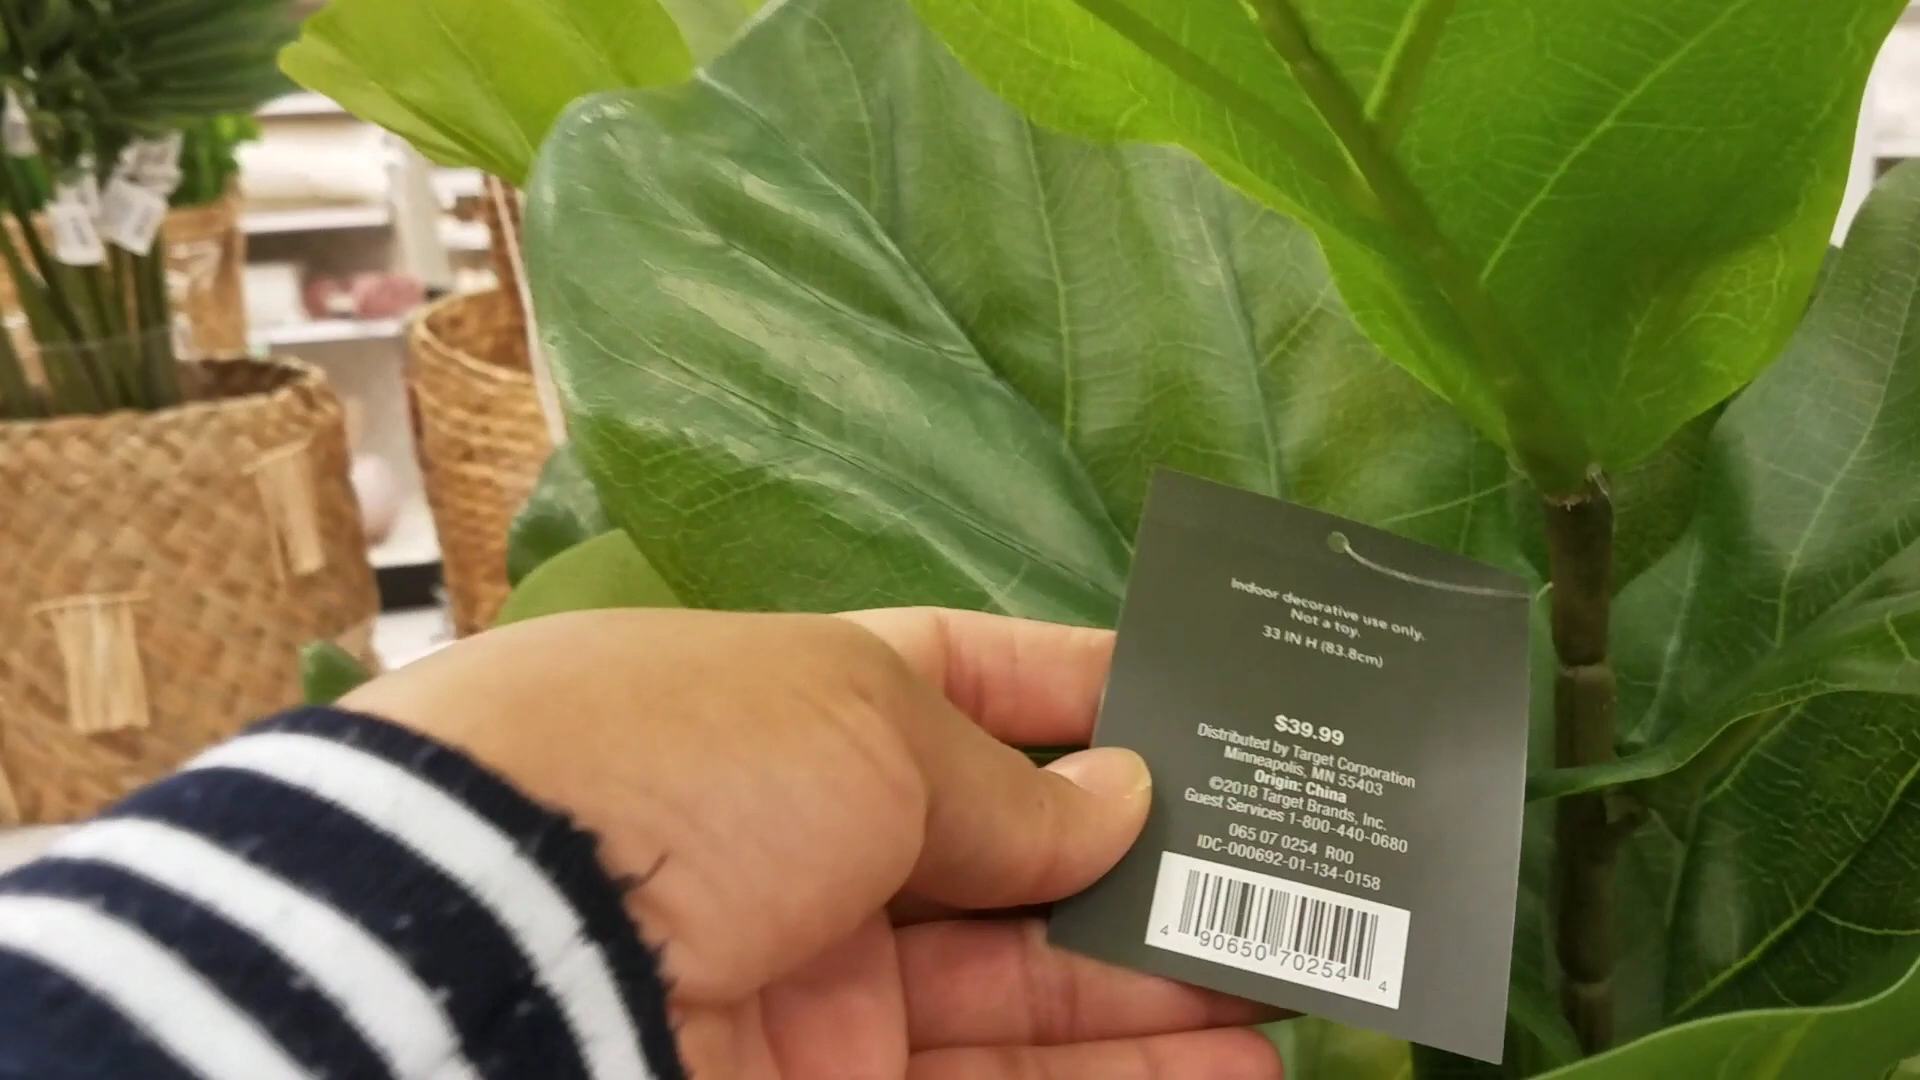 Indoor decorative use only.
Not a toy.
33 IN H (83.8cm)
$39.99
Distributed by Target Corporation
Minneapolis, MN 55403
Origin: China
©2018 Target Brands, Inc.
Guest Services 1-800-440-0680
065 07 0254 R00
IDC-000692-01-134-0158
4 90650 70254 4